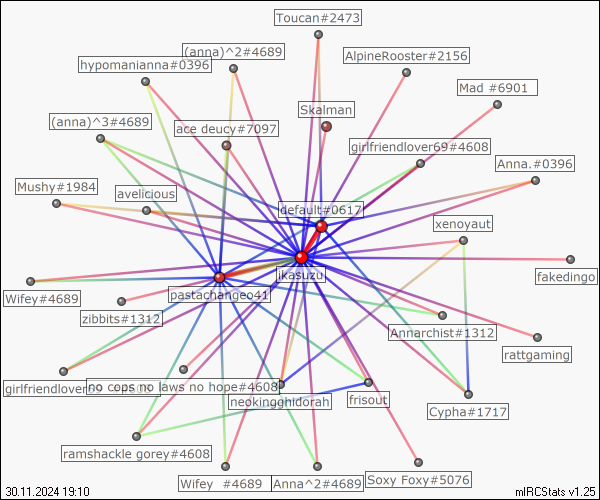 Toucan#2473
(anna)^2#4689
AlpineRooster#2156
hypomanianna#0396
Mad #6901
Skalman
(anna)^3#4689
ace deucy#7097
girlfriendlover69#4608
Anna.#0396
Mushy#1984
avelicious
default#0617
xenoyaut
jkasuzu
fakedingo
Wifey#4689
pastachangeo41
zibbits#1312
Annarchist#1312
rattgaming
girlfriendlover
no cops no laws no hope#4608
neokingghidorah
frisout
Cypha#1717
ramshackle gorey#4608
Wifey #4689
Anna^2#4689
Soxy Foxy#5076
30.11.2024 19:10
mIRCStats v1.25